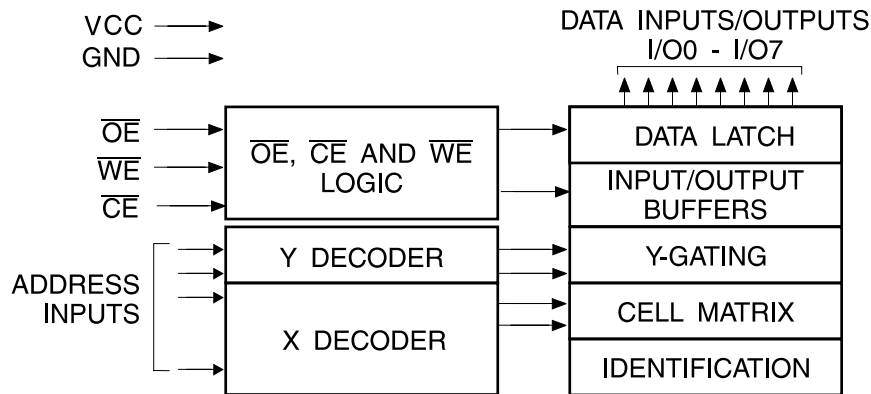 VCC
GND
OE
WE
CE
ADDRESS
INPUTS
OE, CE AND WE
LOGIC
Y DECODER
X DECODER
DATA INPUTS/OUTPUTS
I/O0 - I/O7
DATA LATCH
INPUT/OUTPUT
BUFFERS
Y-GATING
CELL MATRIX
IDENTIFICATION